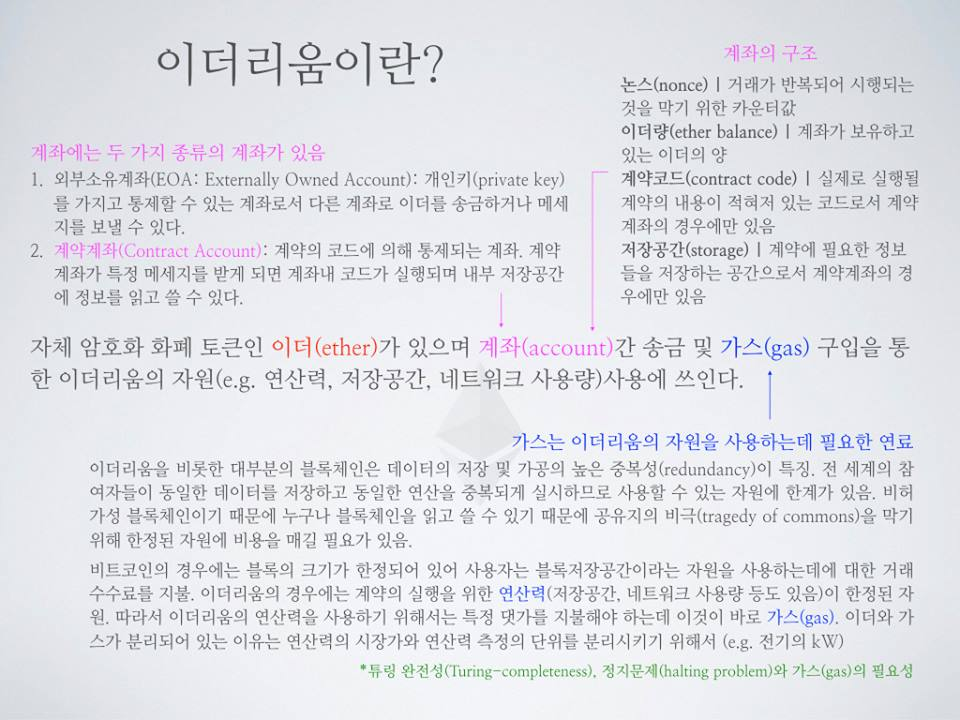 이더리움이란?
계좌의 구조
논스(nonce) | 거래가 반복되어 시행되는
것을 막기 위한 카운터값
이더량(ether balance) | 계좌가 보유하고
있는 이더의 양
계약코드(contract code) | 실제로 실행될
계약의 내용이 적혀저 있는 코드로서 계약
계좌의 경우에만 있음
저장공간(storage) | 계약에 필요한 정보
들을 저장하는 공간으로서 계약계좌의 경
우에만 있음
계좌에는 두 가지 종류의 계좌가 있음
1. 외부소유계좌(EOA: Externally Owned Account): 개인키(private key)
를 가지고 통제할 수 있는 계좌로서 다른 계좌로 이더를 송금하거나 메세
지를 보낼 수 있다.
2. 계약계좌(Contract Account): 계약의 코드에 의해 통제되는 계좌. 계약
계좌가 특정 메세지를 받게 되면 계좌내 코드가 실행되며 내부 저장공간
에 정보를 읽고 쓸 수 있다.
자체 암호화 화폐 토큰인 이더(ether)가 있으며 계좌(account)간 송금 및 가스(gas) 구입을 통
한 이더리움의 자원(e.g. 연산력, 저장공간, 네트워크 사용량)사용에 쓰인다.
가스는 이더리움의 자원을 사용하는데 필요한 연료
이더리움을 비롯한 대부분의 블록체인은 데이터의 저장 및 가공의 높은 중복성(redundancy)이 특징. 전 세계의 참
여자들이 동일한 데이터를 저장하고 동일한 연산을 중복되게 실시하므로 사용할 수 있는 자원에 한계가 있음. 비허
가성 블록체인이기 때문에 누구나 블록체인을 읽고 쓸 수 있기 때문에 공유지의 비극(tragedy of commons)을 막기
위해 한정된 자원에 비용을 매길 필요가 있음.
비트코인의 경우에는 블록의 크기가 한정되어 있어 사용자는 블록저장공간이라는 자원을 사용하는데에 대한 거래
수수료를 지불. 이더리움의 경우에는 계약의 실행을 위한 연산력(저장공간, 네트워크 사용량 등도 있음)이 한정된 자
원. 따라서 이더리움의 연산력을 사용하기 위해서는 특정 댓가를 지불해야 하는데 이것이 바로 가스(gas). 이더와 가
스가 분리되어 있는 이유는 연산력의 시장가와 연산력 측정의 단위를 분리시키기 위해서 (e.g. 전기의 kW)
*튜링 완전성(Turing-completeness), 정지문제(halting problem)와 가스(gas)의 필요성